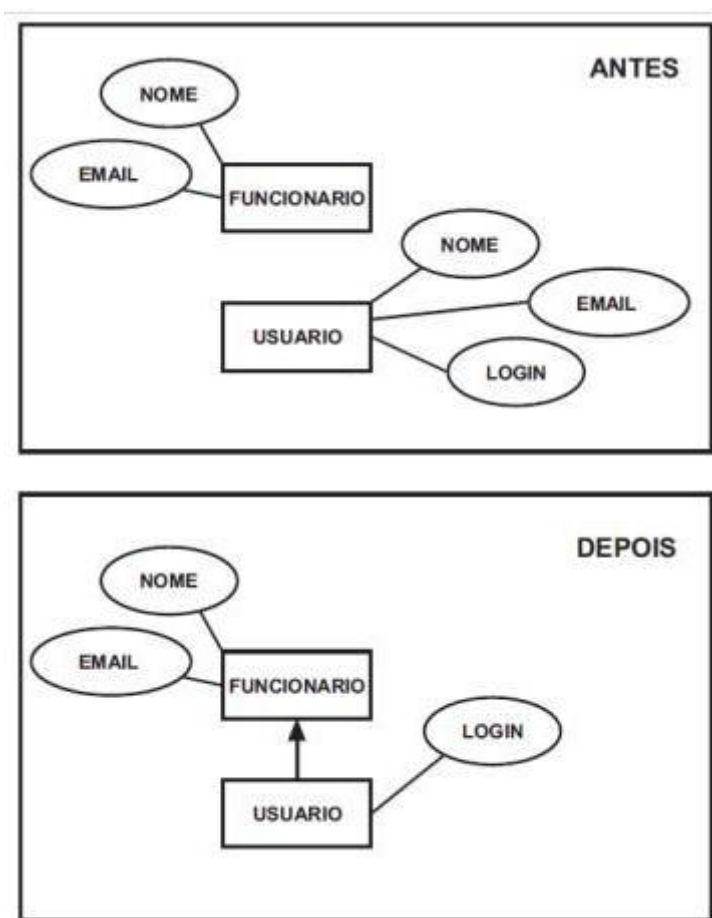 ANTES
NOME
EMAIL
FUNCIONARIO
NOME
EMAIL
USUARIO
LOGIN
DEPOIS
NOME
EMAIL
FUNCIONARIO
LOGIN
USUARIO